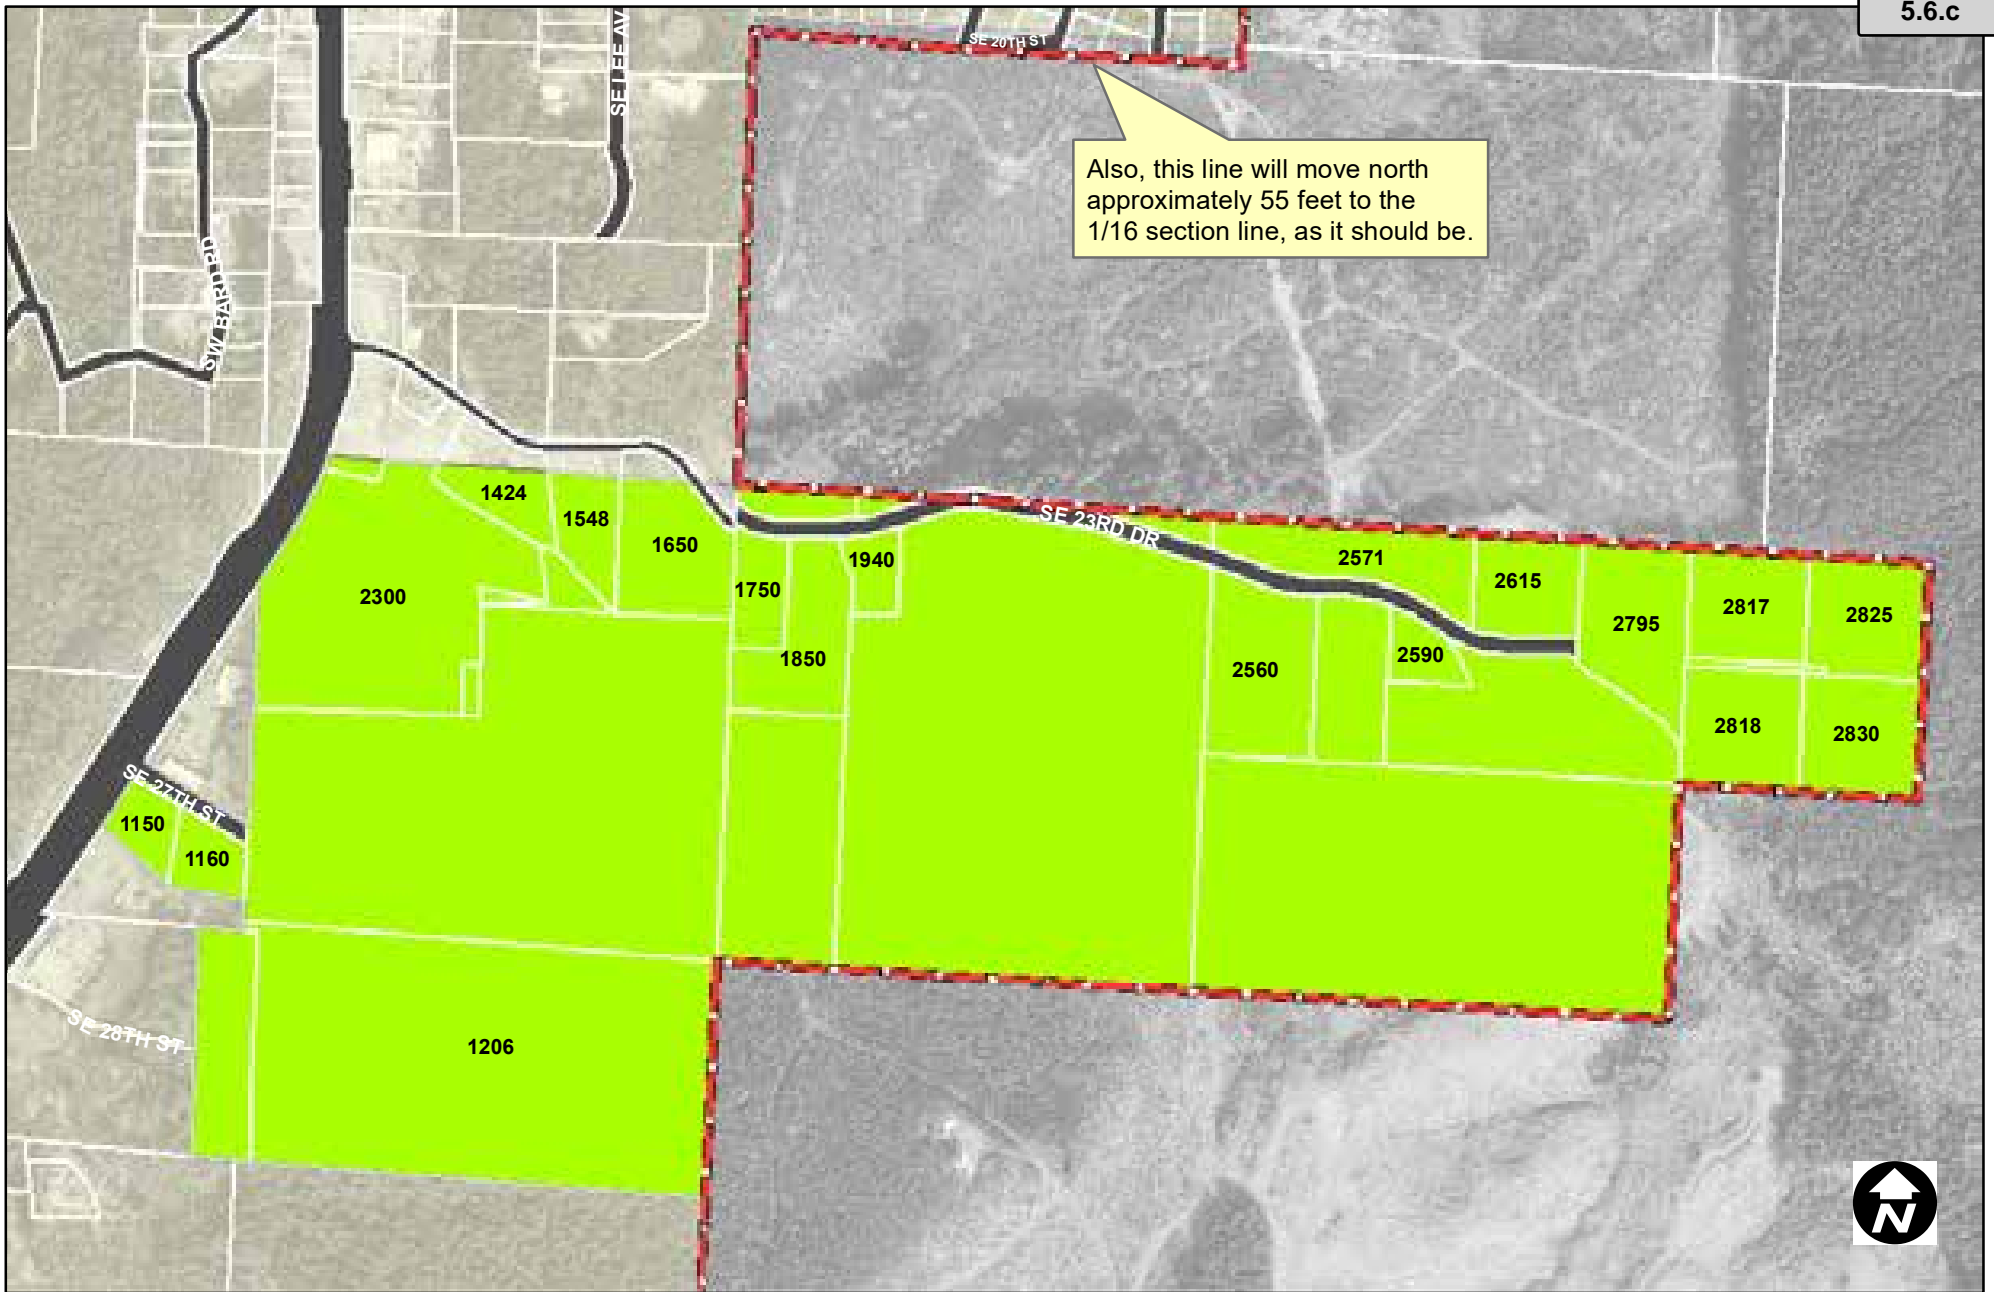 5.6.c
SE LEE AV
SE 20TH ST
Also, this line will move north
approximately 55 feet to the
1/16 section line, as it should be.
SW BARTU RD
1424
1548
1650
SE 23RD DR
1940
2571
2615
2300
1750
2795
2817
2825
1850
2590
2560
2818
2830
SE 27TH ST
1150
1160
SE 28TH ST
1206
N